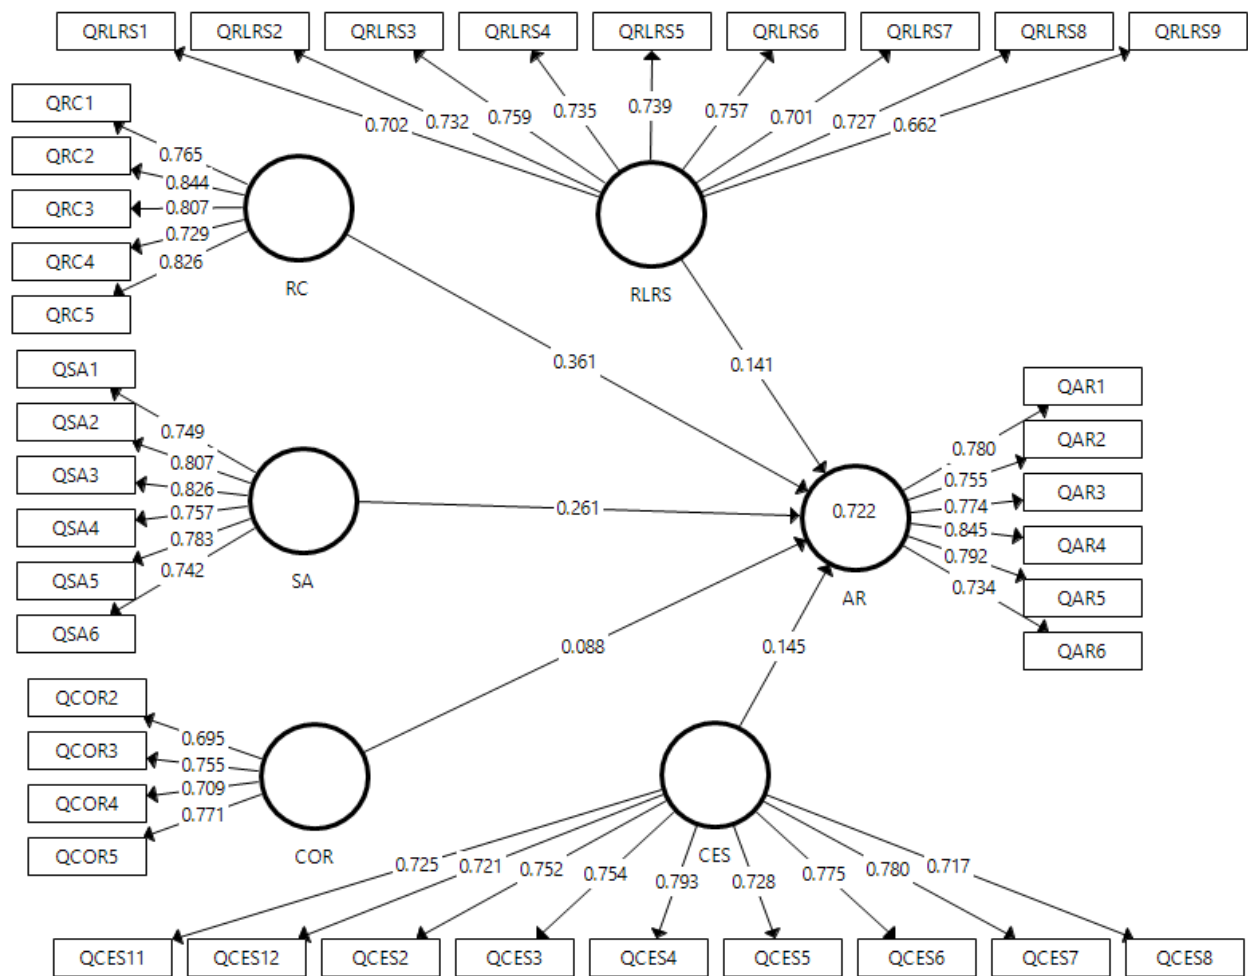 QRLRS1 QRLRS2 QRLRS3 QRLRS4 QRLRS5 QRLRS6 QRLRS7 QRLRS8 QRLRS9
0.702 0.732 0.759 0.735 0.739 0.757 0.701 0.727 0.662
QRC1
QRC2
QRC3
QRC4
QRC5
0.765
0.844
0.807
0.729
0.826
RC
RLRS
0.361
0.141
QSA1
QSA2
QSA3
QSA4
QSA5
QSA6
0.749
0.807
0.826
0.757
0.783
0.742
SA
0.261
0.722
AR
QAR1
QAR2
QAR3
QAR4
QAR5
QAR6
0.780
0.755
0.774
0.845
0.792
0.734
0.088
0.145
QCOR2
QCOR3
QCOR4
QCOR5
0.695
0.755
0.709
0.771
COR
CES
0.725 0.721 0.752 0.754 0.793 0.728 0.775 0.780 0.717
QCES11 QCES12 QCES2 QCES3 QCES4 QCES5 QCES6 QCES7 QCES8